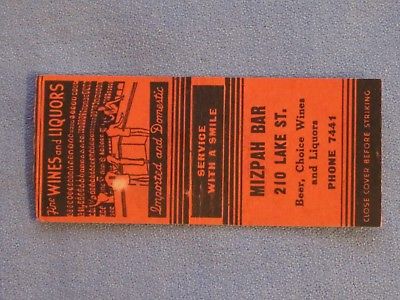 Fine WINES and LIQUORS
Imported and Domestic
SERVICE
WITH A SMILE
MIZPAH BAR
210 LAKE ST.
Beer, Choice Wines
and Liquors
PHONE 7441
CLOSE COVER BEFORE STRIKING